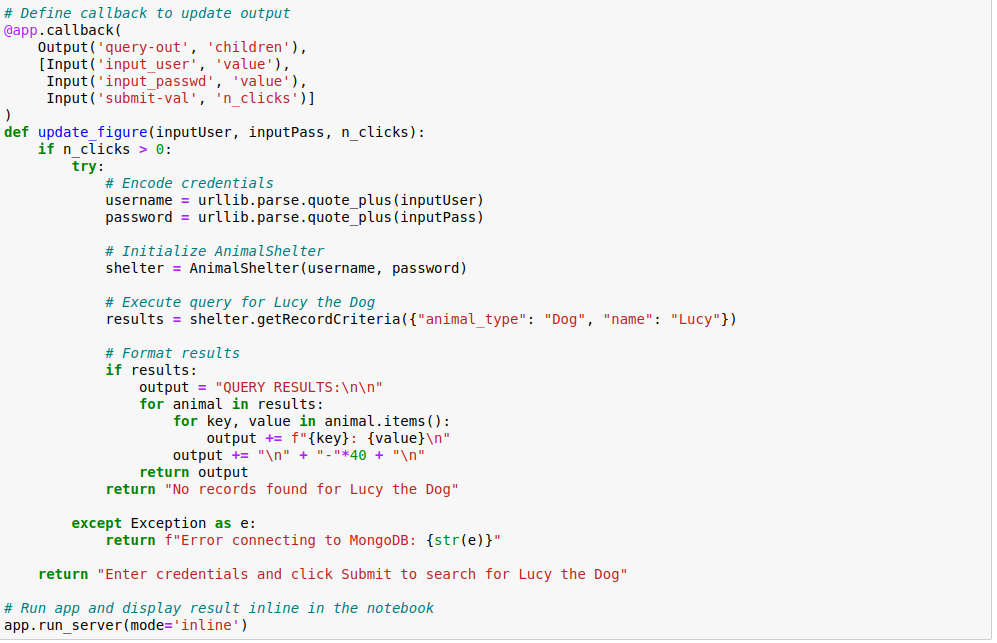 # Define callback to update output
@app.callback(
    Output('query-out', 'children'),
    [Input('input_user', 'value'),
     Input('input_passwd', 'value'),
     Input('submit-val', 'n_clicks')]
)
def update_figure(inputUser, inputPass, n_clicks):
    if n_clicks > 0:
        try:
            # Encode credentials
            username = urllib.parse.quote_plus(inputUser)
            password = urllib.parse.quote_plus(inputPass)

            # Initialize AnimalShelter
            shelter = AnimalShelter(username, password)

            # Execute query for Lucy the Dog
            results = shelter.getRecordCriteria({"animal_type": "Dog", "name": "Lucy"})

            # Format results
            if results:
                output = "QUERY RESULTS:\n\n"
                for animal in results:
                    for key, value in animal.items():
                        output += f"{key}: {value}\n"
                    output += "\n" + "-"*40 + "\n"
                return output
            return "No records found for Lucy the Dog"

        except Exception as e:
            return f"Error connecting to MongoDB: {str(e)}"

    return "Enter credentials and click Submit to search for Lucy the Dog"

# Run app and display result inline in the notebook
app.run_server(mode='inline')